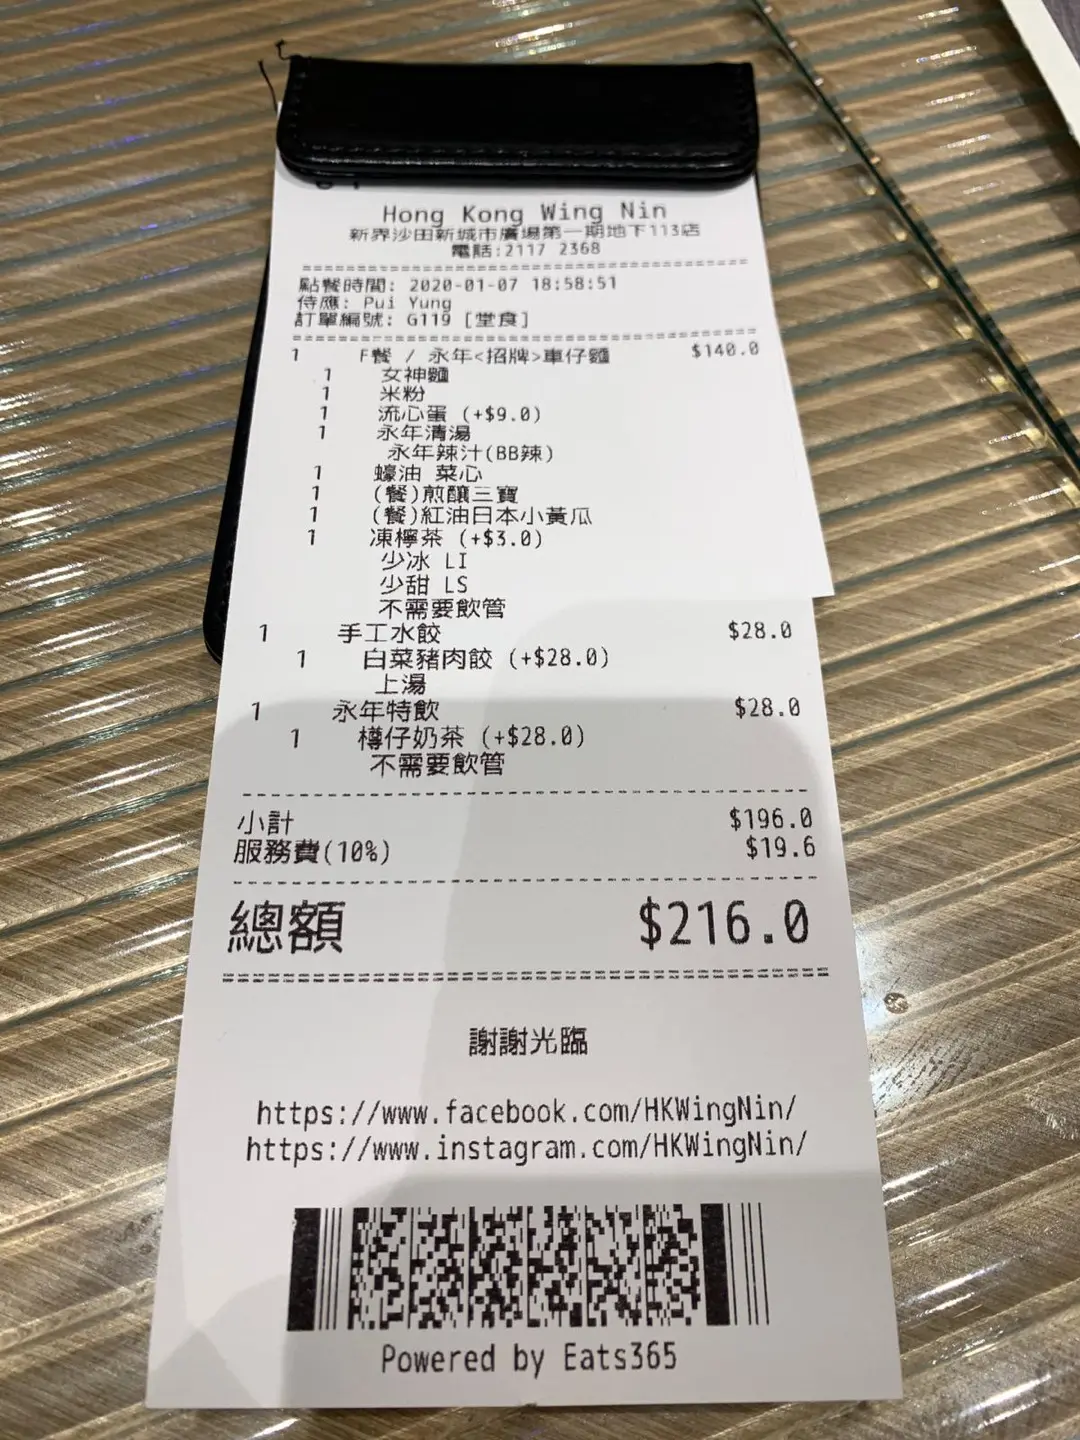 Hong Kong Wing Nin
新界沙田新城市廣場第一期地下113店
電話:2117 2368
點餐時間: 2020-01-07 18:58:51
侍應: Pui Yung
訂單編號: G119 [堂食]
1 F餐 / 永年<招牌>車仔麵 $140.0
1 女神麵
1 米粉
1 流心蛋 (+$9.0)
1 永年清湯
永年辣汁(BB辣)
1 蠔油 菜心
1 (餐)煎釀三寶
1 (餐)紅油日本小黃瓜
1 凍檸茶 (+$3.0)
少冰 LI
少甜 LS
不需要飲管
1 手工水餃 $28.0
1 白菜豬肉餃 (+$28.0)
上湯
1 永年特飲 $28.0
1 樽仔奶茶 (+$28.0)
不需要飲管
小計 $196.0
服務費(10%) $19.6
總額 $216.0
謝謝光臨
https://www.facebook.com/HKWingNin/
https://www.instagram.com/HKWingNin/
Powered by Eats365